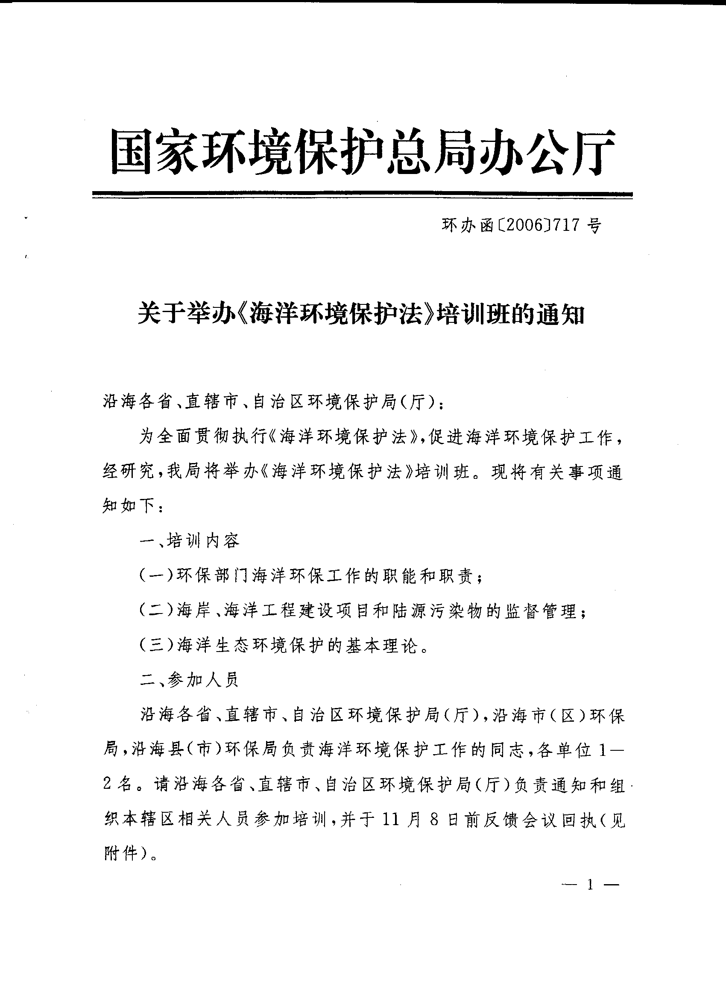 国家环境保护总局办公厅
环办函〔2006〕717号
关于举办《海洋环境保护法》培训班的通知
沿海各省、直辖市、自治区环境保护局(厅):
为全面贯彻执行《海洋环境保护法》,促进海洋环境保护工作,
经研究,我局将举办《海洋环境保护法》培训班。现将有关事项通
知如下:
一、培训内容
(一)环保部门海洋环保工作的职能和职责;
(二)海岸、海洋工程建设项目和陆源污染物的监督管理;
(三)海洋生态环境保护的基本理论。
二、参加人员
沿海各省、直辖市、自治区环境保护局(厅),沿海市(区)环保
局,沿海县(市)环保局负责海洋环境保护工作的同志,各单位1—
2名。请沿海各省、直辖市、自治区环境保护局(厅)负责通知和组
织本辖区相关人员参加培训,并于11月8日前反馈会议回执(见
附件)。
— 1 —